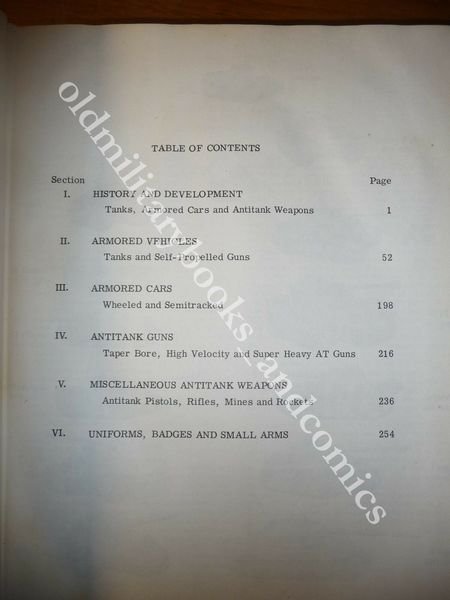 TABLE OF CONTENTS
Section Page
I. HISTORY AND DEVELOPMENT
Tanks, Armored Cars and Antitank Weapons 1
II. ARMORED VEHICLES
Tanks and Self-Propelled Guns 52
III. ARMORED CARS
Wheeled and Semitracked 198
IV. ANTITANK GUNS
Taper Bore, High Velocity and Super Heavy AT Guns 216
V. MISCELLANEOUS ANTITANK WEAPONS
Antitank Pistols, Rifles, Mines and Rockets 236
VI. UNIFORMS, BADGES AND SMALL ARMS 254
oldmilitarybooks_andcomics